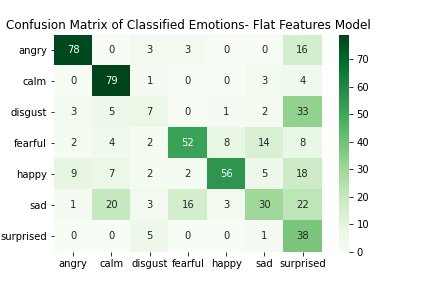 Confusion Matrix of Classified Emotions- Flat Features Model
angry 78 0 3 3 0 0 16
calm 0 79 1 0 0 3 4
disgust 3 5 7 0 1 2 33
fearful 2 4 2 52 8 14 8
happy 9 7 2 2 56 5 18
sad 1 20 3 16 3 30 22
surprised 0 0 5 0 0 1 38
angry calm disgust fearful happy sad surprised
70
60
50
40
30
20
10
0